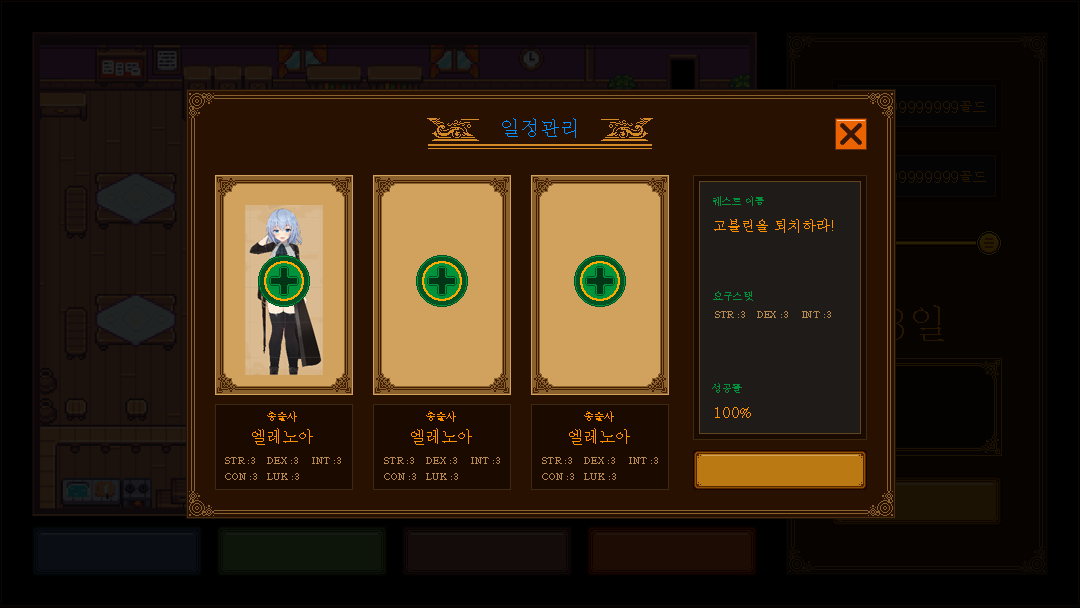 일정관리
총술사
엘레노아
STR :3 DEX :3 INT :3
CON :3 LUK :3
총술사
엘레노아
STR :3 DEX :3 INT :3
CON :3 LUK :3
총술사
엘레노아
STR :3 DEX :3 INT :3
CON :3 LUK :3
퀘스트 이름
고블린을 퇴치하라!
요구스탯
STR :3 DEX :3 INT :3
성공률
100%
99999999골드
99999999골드
3일